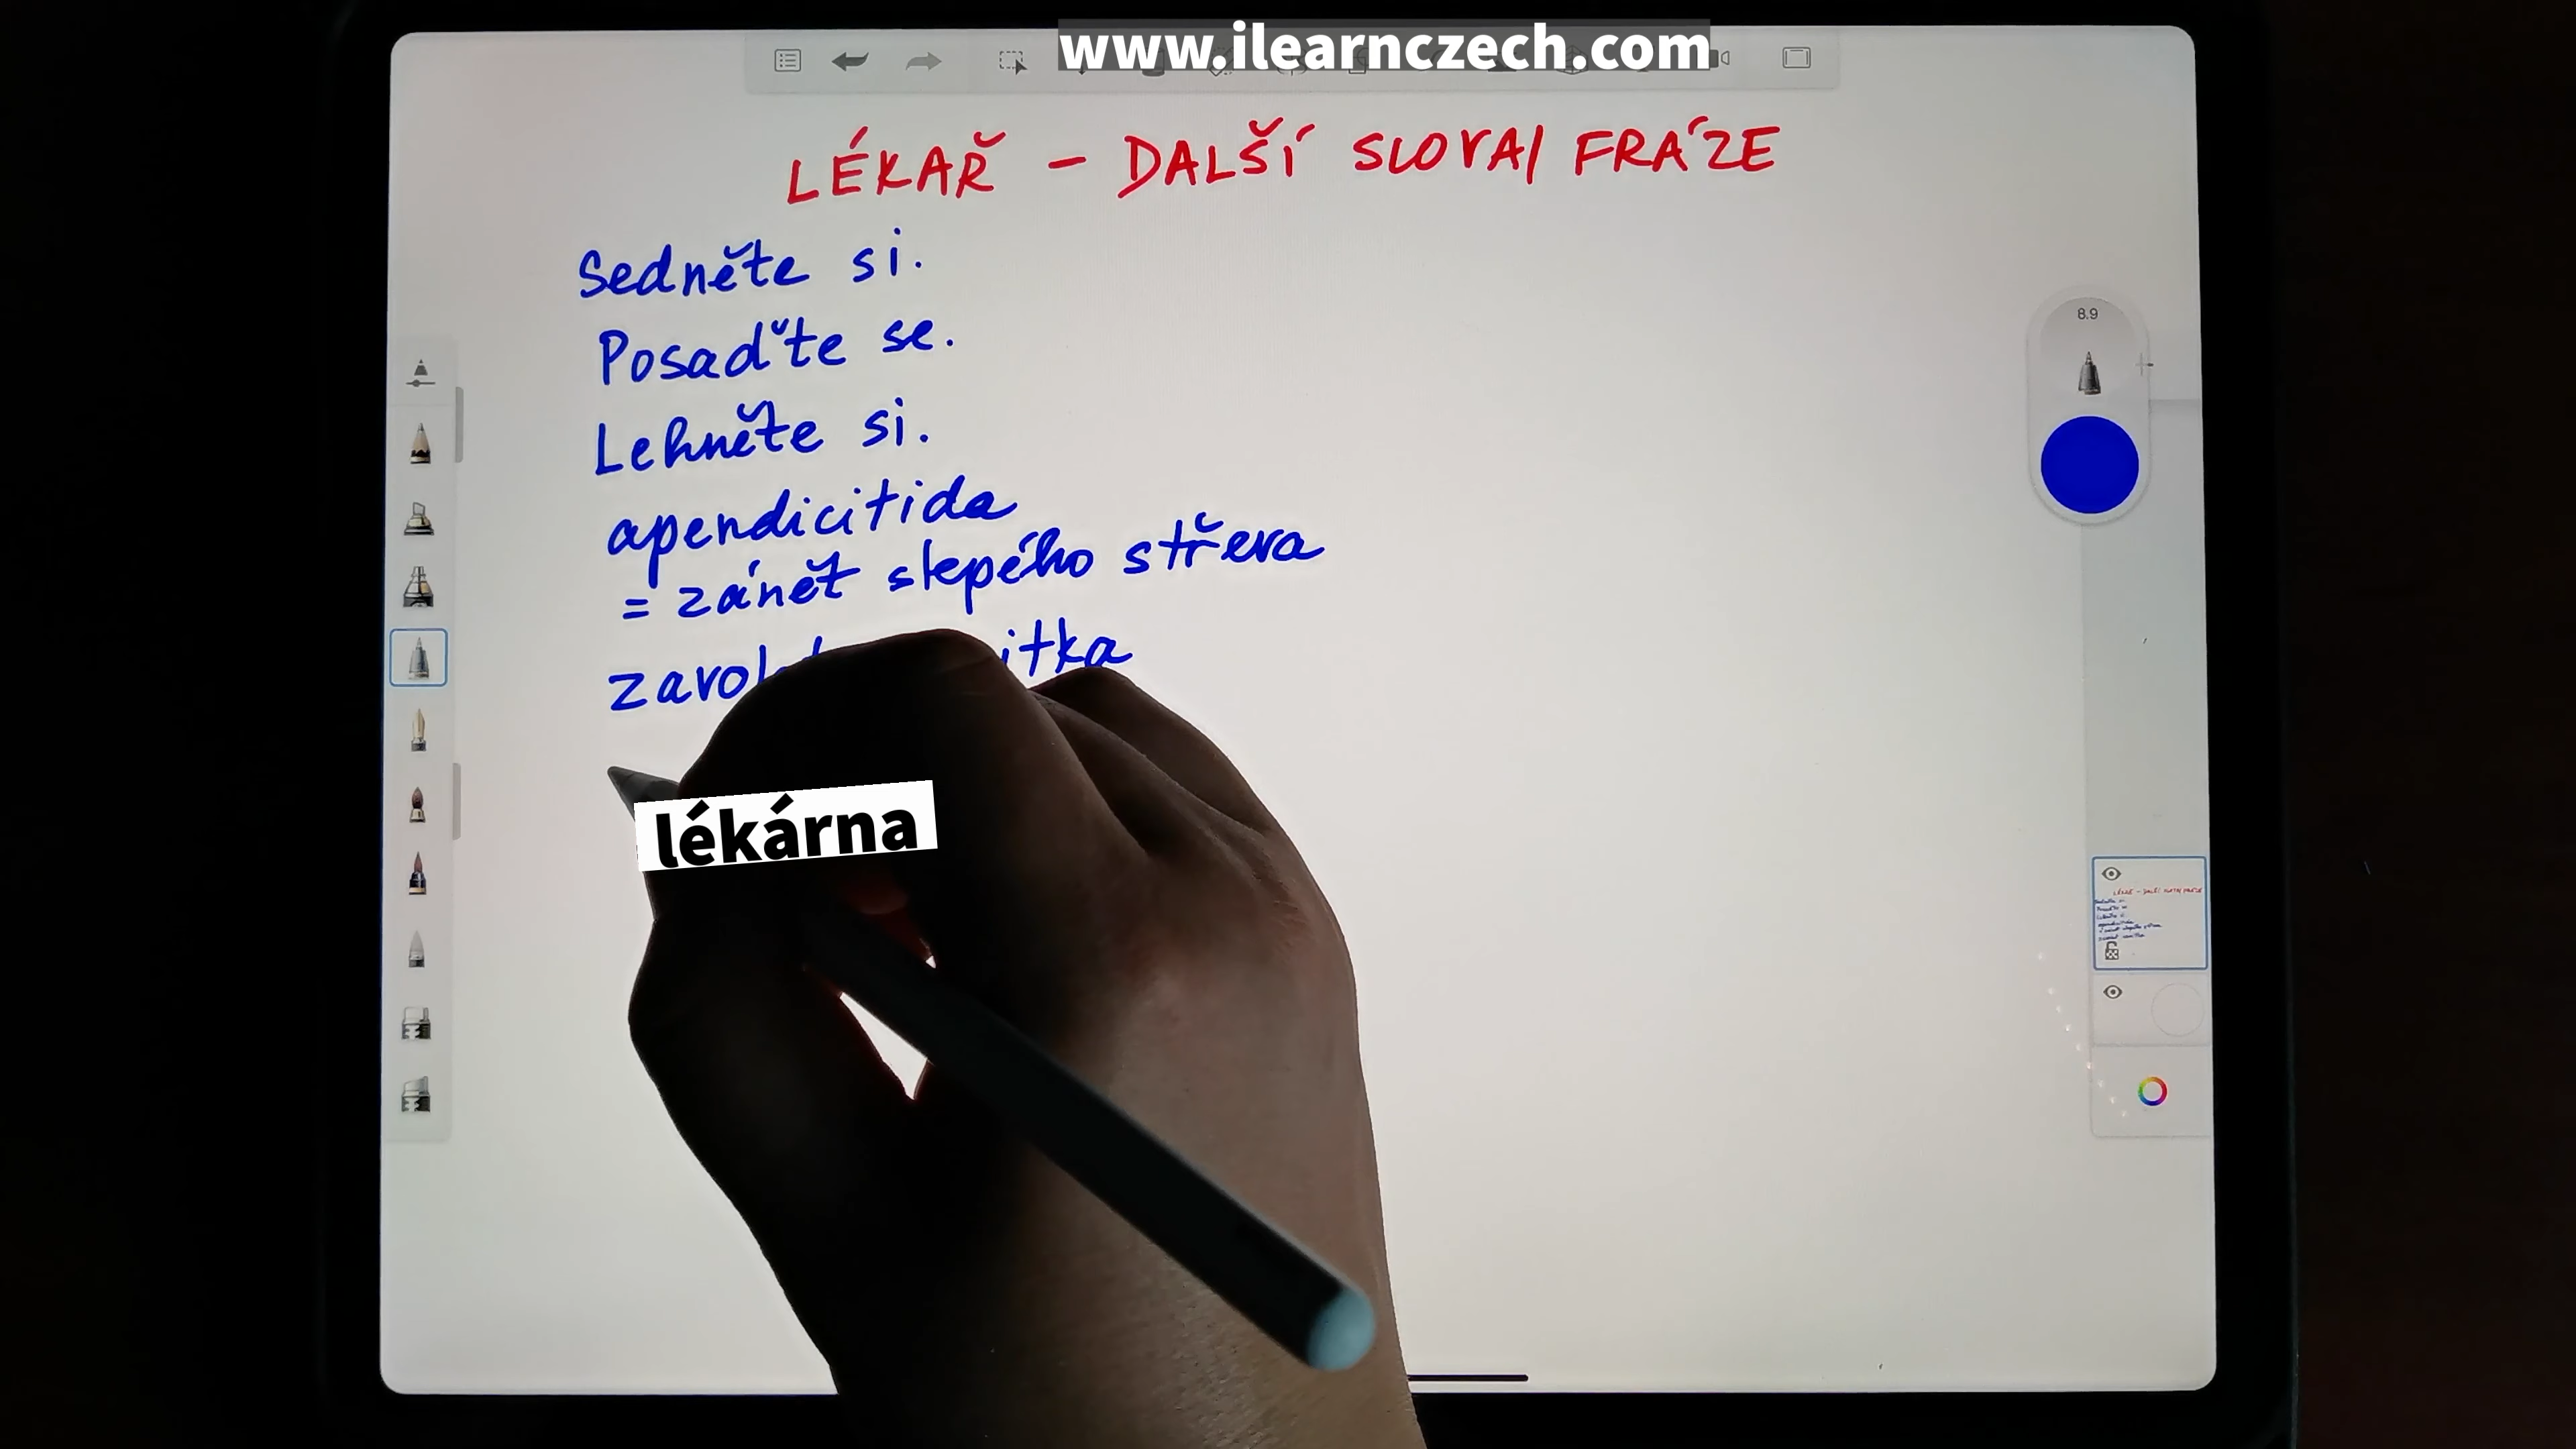 www.ilearnczech.com
LÉKAŘ - DALŠÍ SLOVA/ FRÁZE
Sedněte si.
Posaďte se.
Lehněte si.
apendicitida
= zánět slepého střeva
8.9
lékárna